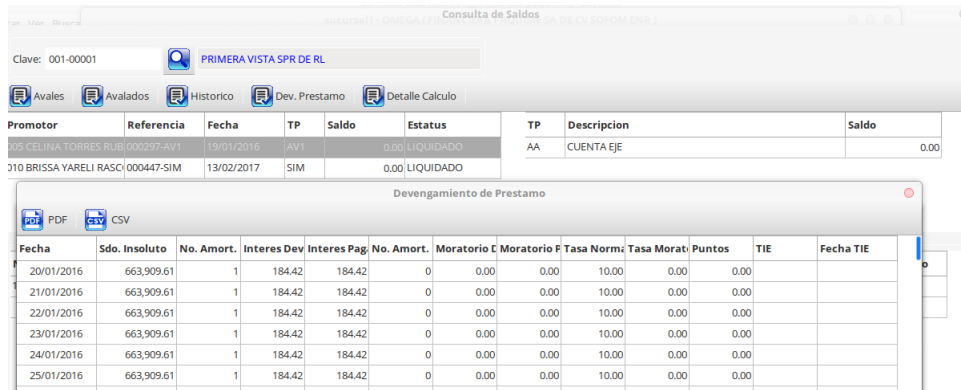 Consulta de Saldos
Clave: 001-00001 PRIMERA VISTA SPR DE RL
Avales Avalados Historico Dev. Prestamo Detalle Calculo
Promotor Referencia Fecha TP Saldo Estatus
005 CELINA TORRES RUB 000297-AV1 19/01/2016 AV1 0.00 LIQUIDADO
010 BRISSA YARELI RASC 000447-SIM 13/02/2017 SIM 0.00 LIQUIDADO
TP Descripcion Saldo
AA CUENTA EJE 0.00
Devengamiento de Prestamo
PDF PDF CSV CSV
Fecha Sdo. Insoluto No. Amort. Interes Dev Interes Pag No. Amort. Moratorio D Moratorio P Tasa Norma Tasa Morato Puntos TIE Fecha TIE
20/01/2016 663,909.61 1 184.42 184.42 0 0.00 0.00 10.00 0.00 0.00
21/01/2016 663,909.61 1 184.42 184.42 0 0.00 0.00 10.00 0.00 0.00
22/01/2016 663,909.61 1 184.42 184.42 0 0.00 0.00 10.00 0.00 0.00
23/01/2016 663,909.61 1 184.42 184.42 0 0.00 0.00 10.00 0.00 0.00
24/01/2016 663,909.61 1 184.42 184.42 0 0.00 0.00 10.00 0.00 0.00
25/01/2016 663,909.61 1 184.42 184.42 0 0.00 0.00 10.00 0.00 0.00